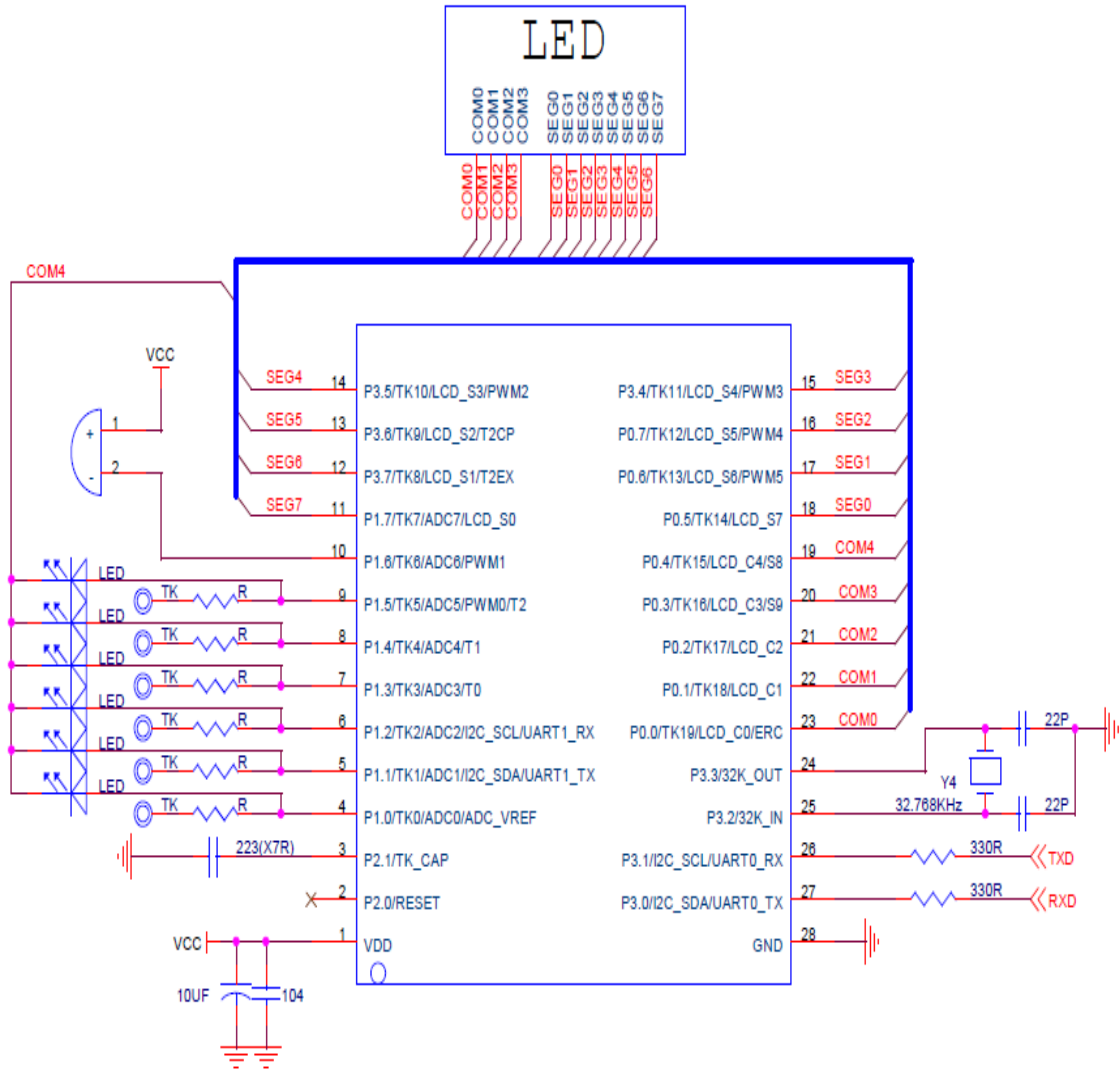 LED
COM0
COM1
COM2
COM3
SEG0
SEG1
SEG2
SEG3
SEG4
SEG5
SEG6
SEG7
COM0
COM1
COM2
COM3
SEG0
SEG1
SEG2
SEG3
SEG4
SEG5
SEG6
COM4
VCC
1
+
2
-
SEG4 14 P3.5/TK10/LCD_S3/PWM2
SEG5 13 P3.6/TK9/LCD_S2/T2CP
SEG6 12 P3.7/TK8/LCD_S1/T2EX
SEG7 11 P1.7/TK7/ADC7/LCD_S0
10 P1.6/TK6/ADC6/PWM1
LED
TK R 9 P1.5/TK5/ADC5/PWM0/T2
LED
TK R 8 P1.4/TK4/ADC4/T1
LED
TK R 7 P1.3/TK3/ADC3/T0
LED
TK R 6 P1.2/TK2/ADC2/I2C_SCL/UART1_RX
LED
TK R 5 P1.1/TK1/ADC1/I2C_SDA/UART1_TX
LED
TK R 4 P1.0/TK0/ADC0/ADC_VREF
223(X7R) 3 P2.1/TK_CAP
2 P2.0/RESET
VCC 1 VDD
10UF 104
P3.4/TK11/LCD_S4/PWM3 15 SEG3
P0.7/TK12/LCD_S5/PWM4 16 SEG2
P0.6/TK13/LCD_S6/PWM5 17 SEG1
P0.5/TK14/LCD_S7 18 SEG0
P0.4/TK15/LCD_C4/S8 19 COM4
P0.3/TK16/LCD_C3/S9 20 COM3
P0.2/TK17/LCD_C2 21 COM2
P0.1/TK18/LCD_C1 22 COM1
P0.0/TK19/LCD_C0/ERC 23 COM0
22P
P3.3/32K_OUT 24
Y4
32.768KHz
P3.2/32K_IN 25
22P
P3.1/I2C_SCL/UART0_RX 26 330R TXD
P3.0/I2C_SDA/UART0_TX 27 330R RXD
GND 28